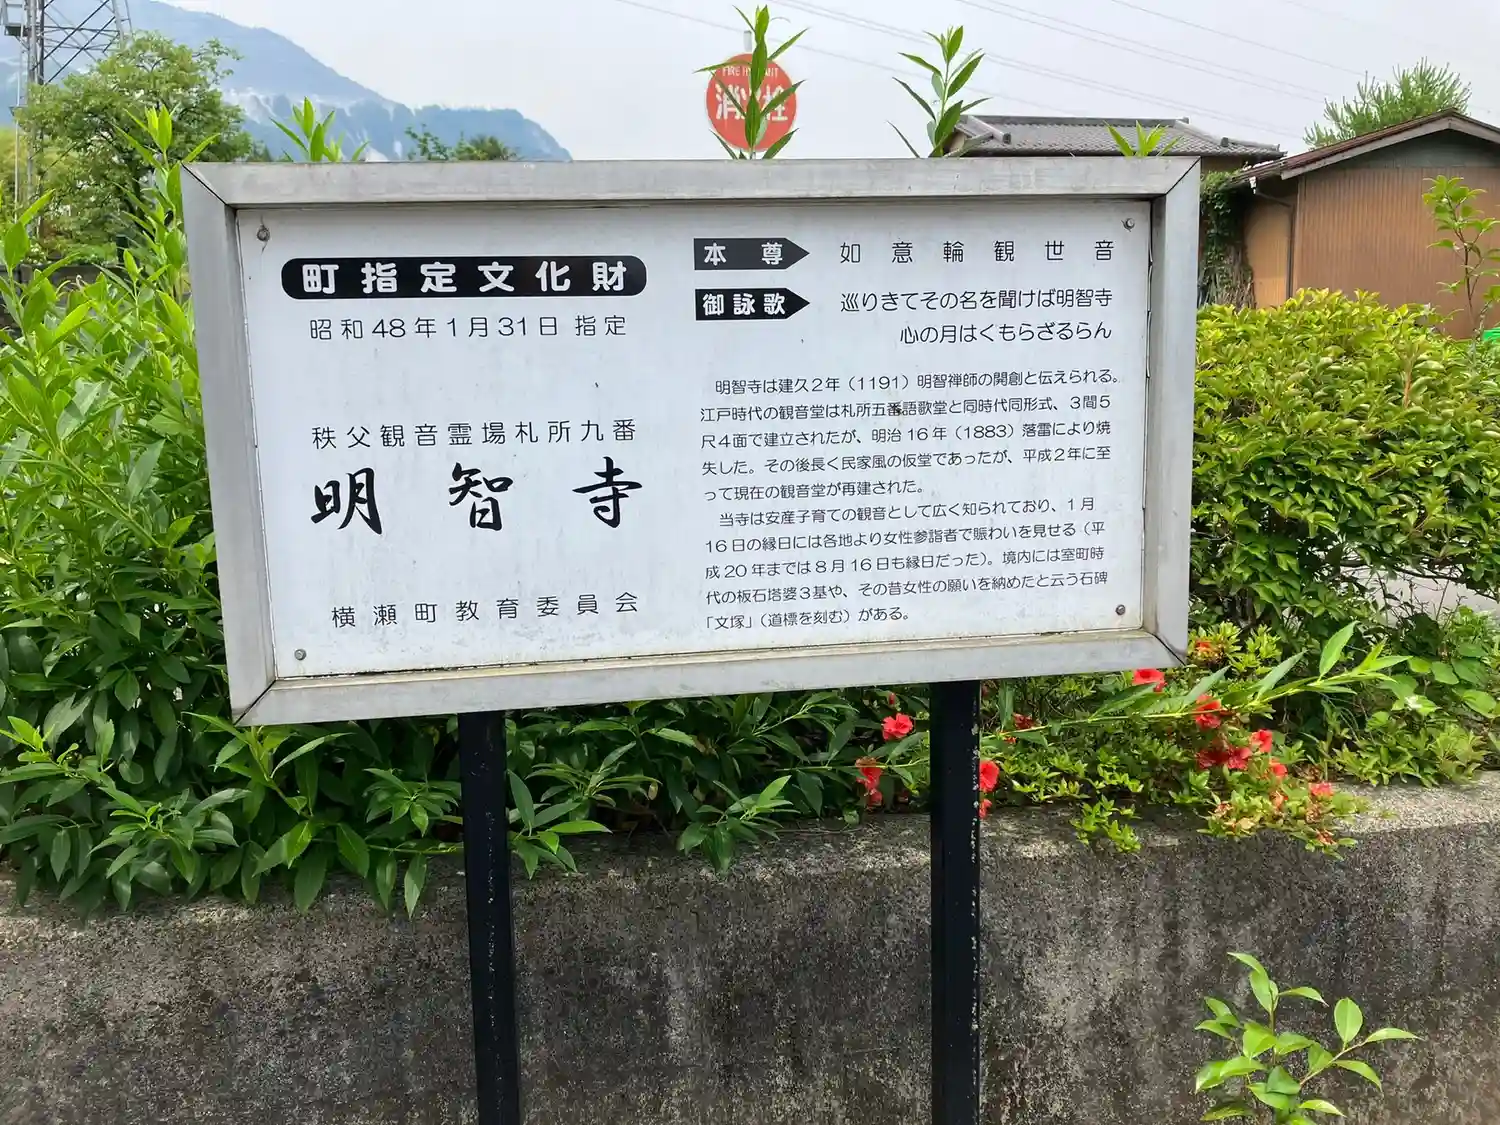 FIRE HYDRANT
消火栓
町指定文化財
昭和48年1月31日 指定
秩父観音霊場札所九番
明智寺
横瀬町教育委員会
本尊 如意輪観世音
御詠歌 巡りきてその名を聞けば明智寺
心の月はくもらざるらん
明智寺は建久2年(1191)明智禅師の開創と伝えられる。
江戸時代の観音堂は札所五番語歌堂と同時代同形式、3間5
尺4面で建立されたが、明治16年(1883)落雷により焼
失した。その後長く民家風の仮堂であったが、平成2年に至
って現在の観音堂が再建された。
当寺は安産子育ての観音として広く知られており、1月
16日の縁日には各地より女性参詣者で賑わいを見せる(平
成20年までは8月16日も縁日だった)。境内には室町時
代の板石塔婆3基や、その昔女性の願いを納めたと云う石碑
「文塚」(道標を刻む)がある。